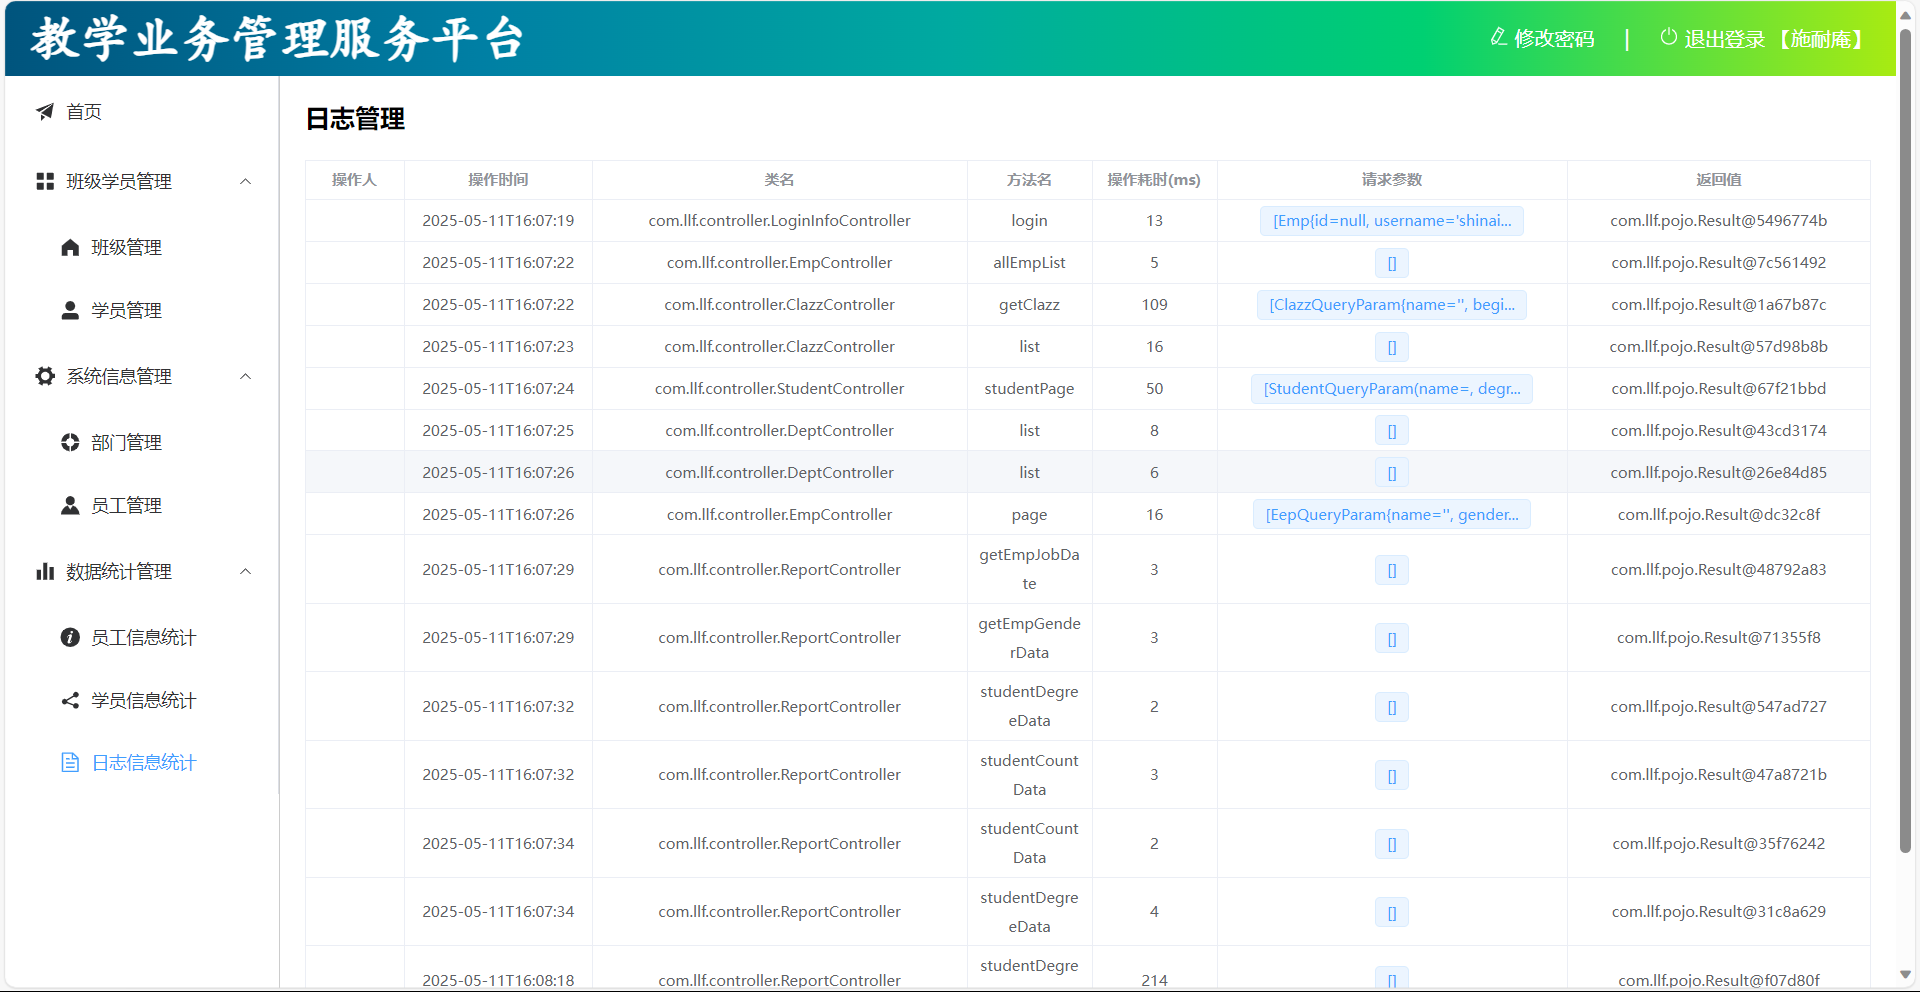 教学业务管理服务平台
修改密码 | 退出登录 【施耐庵】
首页
班级学员管理
班级管理
学员管理
系统信息管理
部门管理
员工管理
数据统计管理
员工信息统计
学员信息统计
日志信息统计
日志管理
操作人 操作时间 类名 方法名 操作耗时(ms) 请求参数 返回值
2025-05-11T16:07:19 com.llf.controller.LoginInfoController login 13 [Emp{id=null, username='shinai... com.llf.pojo.Result@5496774b
2025-05-11T16:07:22 com.llf.controller.EmpController allEmpList 5 [] com.llf.pojo.Result@7c561492
2025-05-11T16:07:22 com.llf.controller.ClazzController getClazz 109 [ClazzQueryParam{name='', begi... com.llf.pojo.Result@1a67b87c
2025-05-11T16:07:23 com.llf.controller.ClazzController list 16 [] com.llf.pojo.Result@57d98b8b
2025-05-11T16:07:24 com.llf.controller.StudentController studentPage 50 [StudentQueryParam(name=, degr... com.llf.pojo.Result@67f21bbd
2025-05-11T16:07:25 com.llf.controller.DeptController list 8 [] com.llf.pojo.Result@43cd3174
2025-05-11T16:07:26 com.llf.controller.DeptController list 6 [] com.llf.pojo.Result@26e84d85
2025-05-11T16:07:26 com.llf.controller.EmpController page 16 [EepQueryParam{name='', gender... com.llf.pojo.Result@dc32c8f
getEmpJobDa
2025-05-11T16:07:29 com.llf.controller.ReportController 3 [] com.llf.pojo.Result@48792a83
te
getEmpGende
2025-05-11T16:07:29 com.llf.controller.ReportController 3 [] com.llf.pojo.Result@71355f8
rData
studentDegre
2025-05-11T16:07:32 com.llf.controller.ReportController 2 [] com.llf.pojo.Result@547ad727
eData
studentCount
2025-05-11T16:07:32 com.llf.controller.ReportController 3 [] com.llf.pojo.Result@47a8721b
Data
studentCount
2025-05-11T16:07:34 com.llf.controller.ReportController 2 [] com.llf.pojo.Result@35f76242
Data
studentDegre
2025-05-11T16:07:34 com.llf.controller.ReportController 4 [] com.llf.pojo.Result@31c8a629
eData
studentDegre
2025-05-11T16:08:18 com.llf.controller.ReportController 214 [] com.llf.pojo.Result@f07d80f